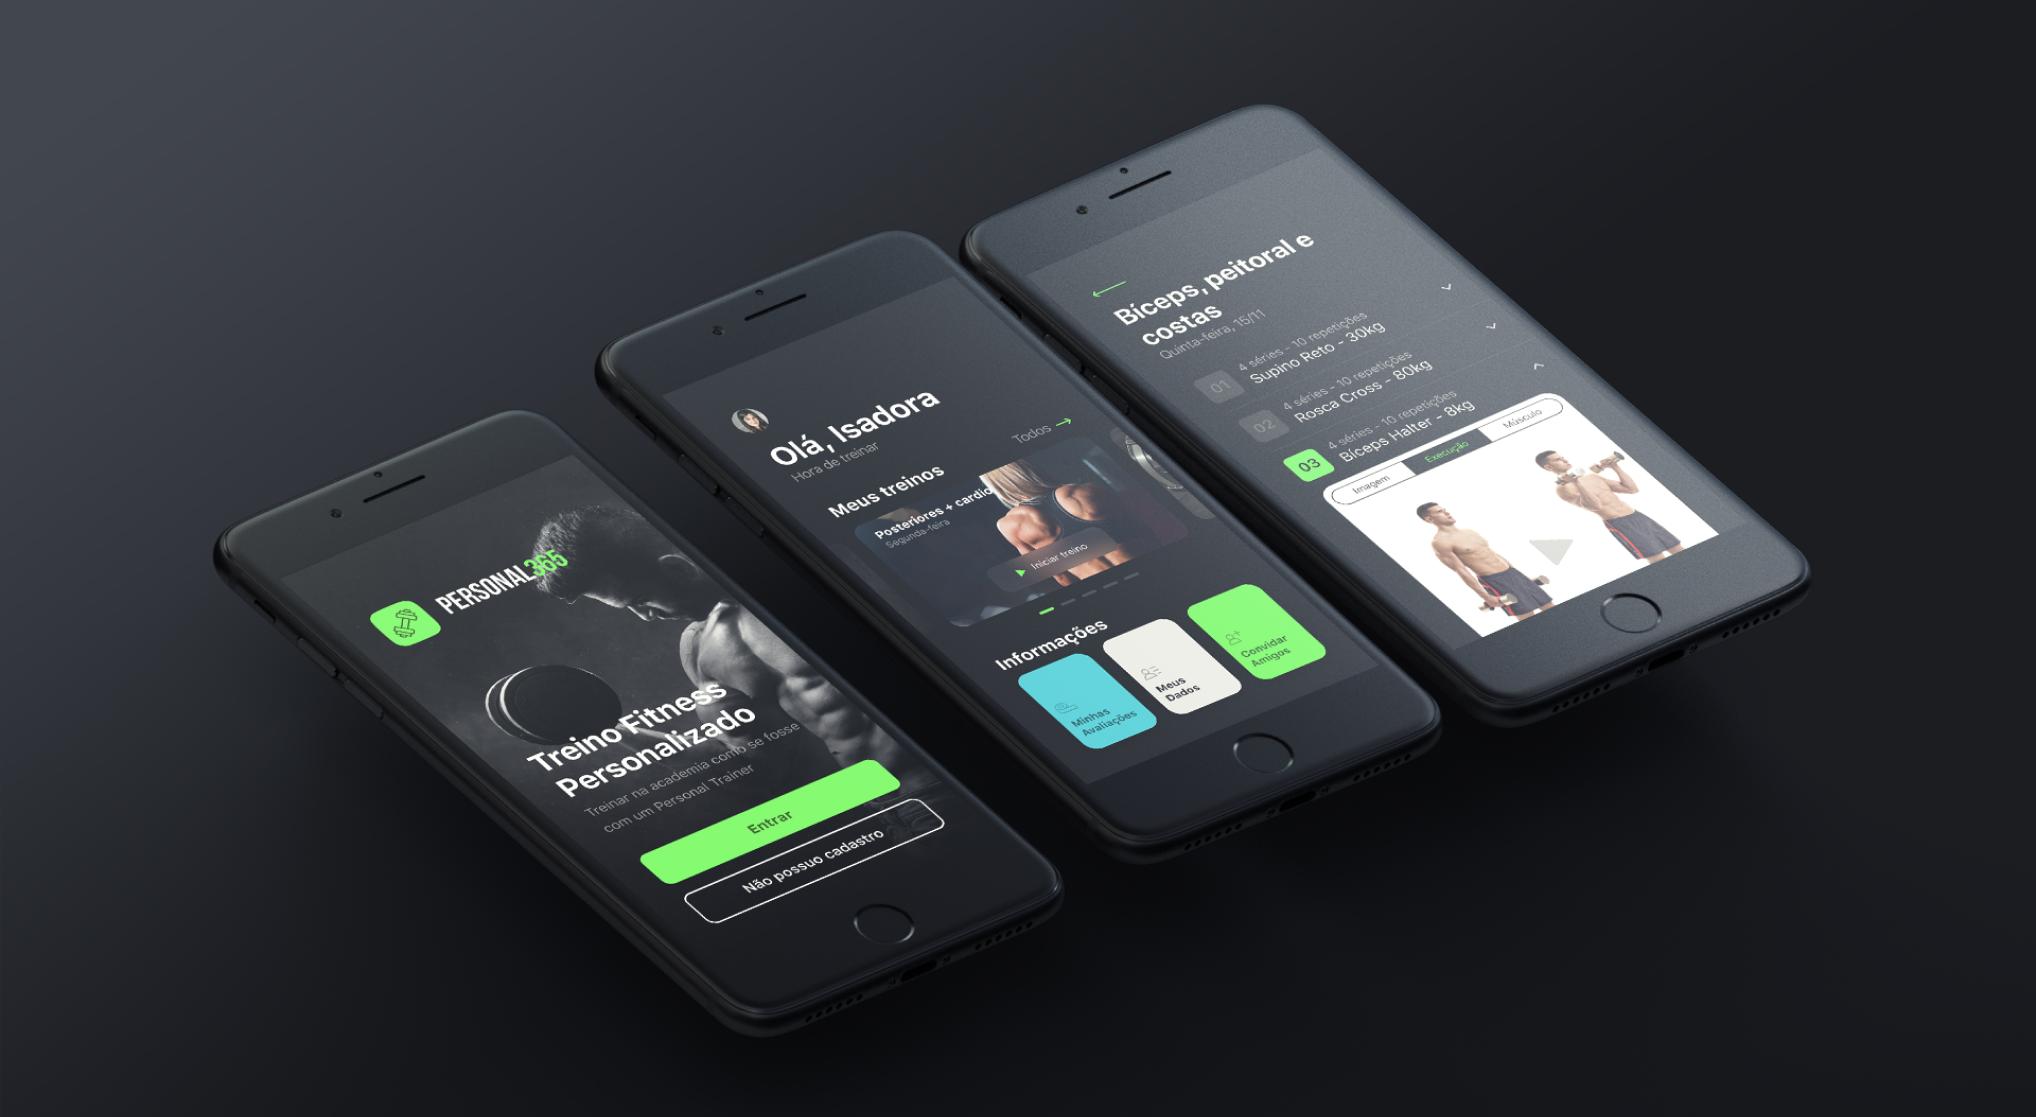 PERSONAL365
Treino Fitness
Personalizado
Treinar na academia como se fosse
com um Personal Trainer
Entrar
Não possuo cadastro
Olá, Isadora
Hora de treinar
Meus treinos
Todos
Posteriores + cardio
Segunda-feira
Iniciar treino
Informações
Minhas
Avaliações
Meus
Dados
Convidar
Amigos
Bíceps, peitoral e
costas
Quinta-feira, 15/11
01
4 séries - 10 repetições
Supino Reto - 30kg
02
4 séries - 10 repetições
Rosca Cross - 80kg
03
4 séries - 10 repetições
Bíceps Halter - 8kg
Imagem
Execução
Músculo